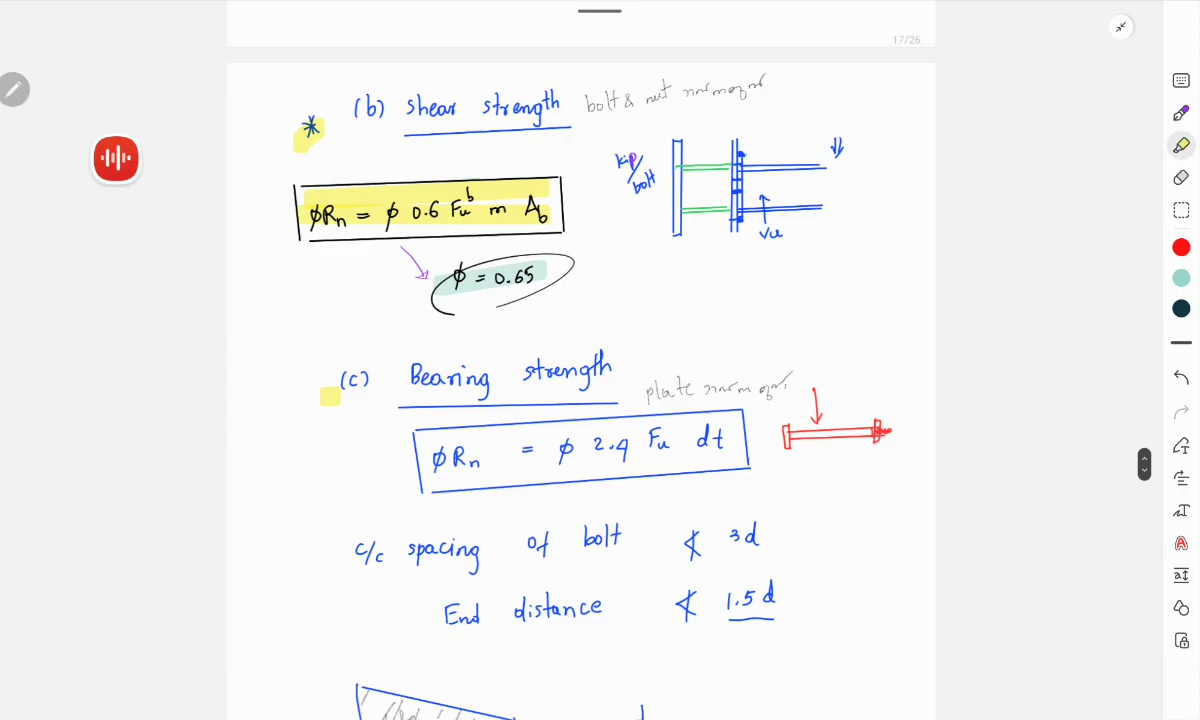 17/26
(b) shear strength bolt & nut
*
kip/bolt
ϕRn = ϕ 0.6 Fu^b m Ab
Vu
ϕ = 0.65
(c) Bearing strength
plate
ϕRn = ϕ 2.4 Fu dt
c/c spacing of bolt ≮ 3d
End distance ≮ 1.5d